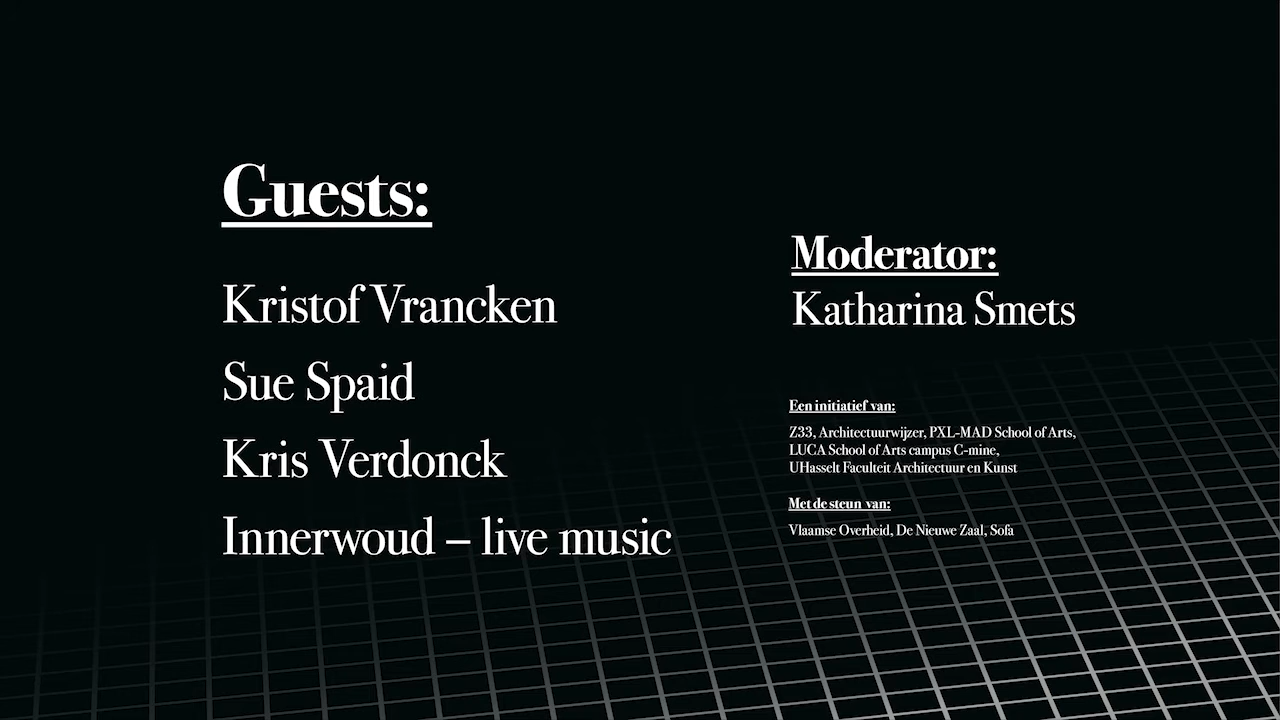 Guests:
Kristof Vrancken
Sue Spaid
Kris Verdonck
Innerwoud – live music
Moderator:
Katharina Smets
Een initiatief van:
Z33, Architectuurwijzer, PXL-MAD School of Arts,
LUCA School of Arts campus C-mine,
UHasselt Faculteit Architectuur en Kunst
Met de steun van:
Vlaamse Overheid, De Nieuwe Zaal, Sofa